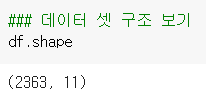 ### 데이터 셋 구조 보기
df.shape
(2363, 11)